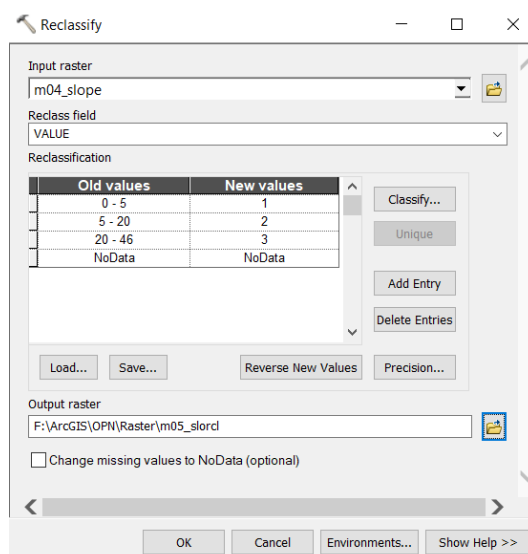 Reclassify
Input raster
m04_slope
Reclass field
VALUE
Reclassification
Old values New values
0 - 5 1
5 - 20 2
20 - 46 3
NoData NoData
Classify...
Unique
Add Entry
Delete Entries
Load... Save... Reverse New Values Precision...
Output raster
F:\ArcGIS\OPN\Raster\m05_slorcl
Change missing values to NoData (optional)
OK Cancel Environments... Show Help >>